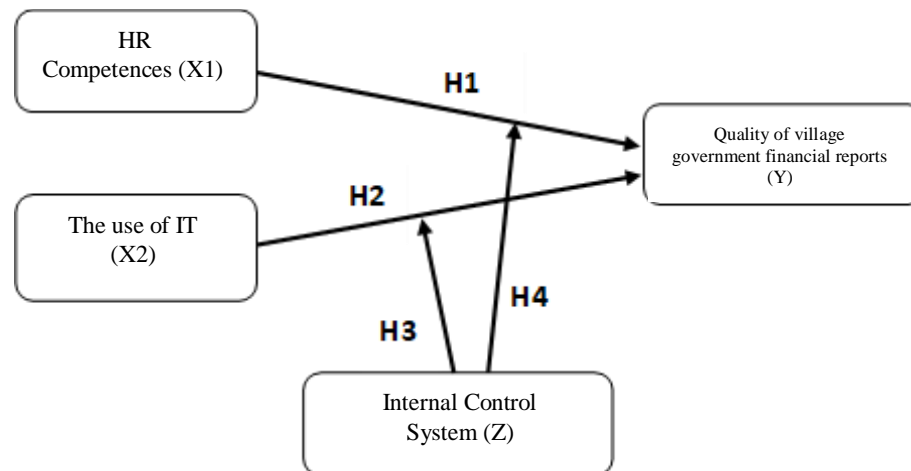 HR
Competences (X1)
H1
Quality of village
government financial reports
(Y)
H2
The use of IT
(X2)
H3
H4
Internal Control
System (Z)